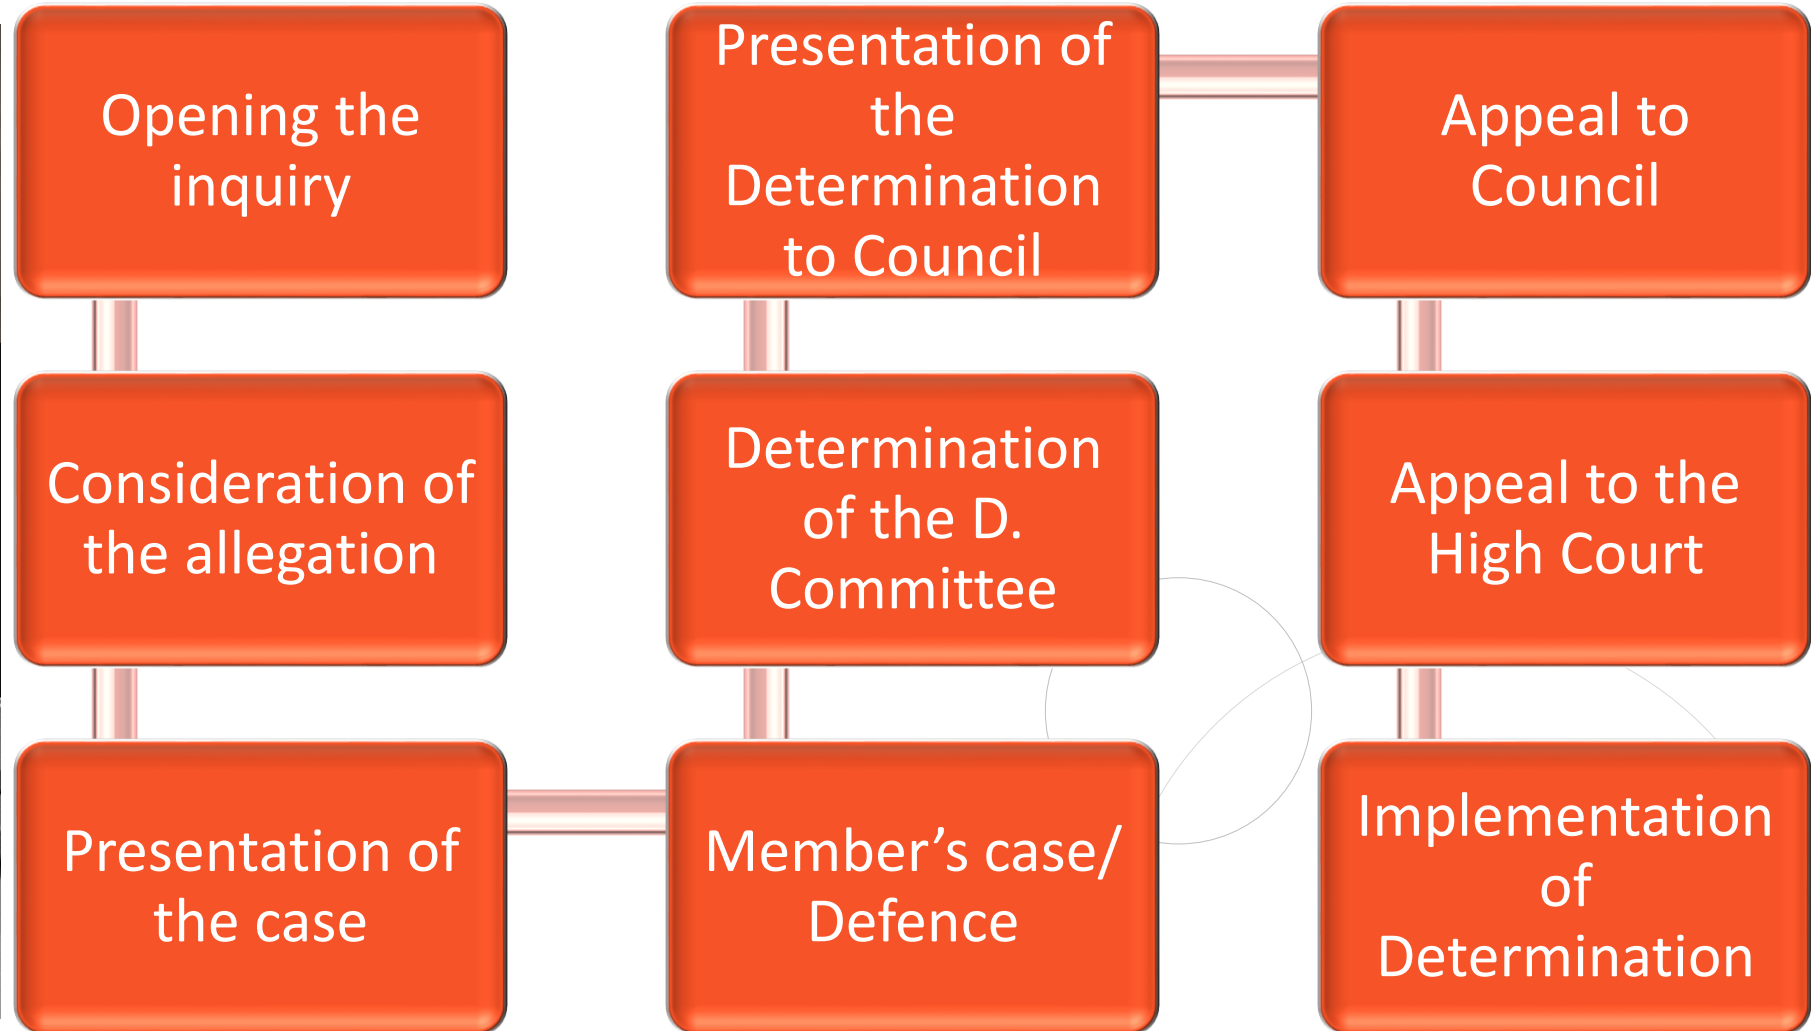 Opening the
inquiry
Consideration of
the allegation
Presentation of
the case
Member’s case/
Defence
Determination
of the D.
Committee
Presentation of
the
Determination
to Council
Appeal to
Council
Appeal to the
High Court
Implementation
of
Determination